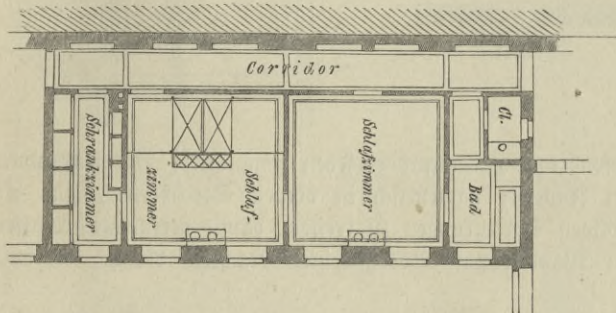 Corridor
Schrankzimmer
Schlaf-
zimmer
Schlafzimmer
Cl.
Bad